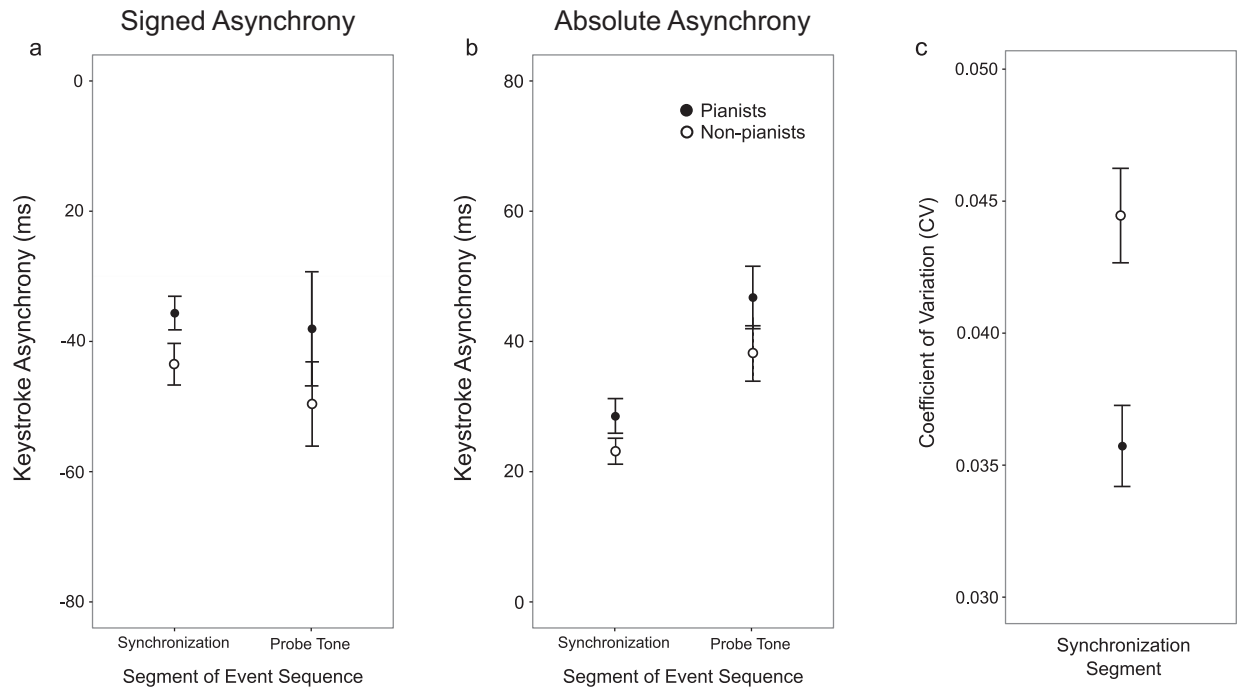 Signed Asynchrony
a
Keystroke Asynchrony (ms)
0
20
-40
-60
-80
Synchronization
Probe Tone
Segment of Event Sequence
Absolute Asynchrony
b
Keystroke Asynchrony (ms)
80
60
40
20
0
Pianists
Non-pianists
Synchronization
Probe Tone
Segment of Event Sequence
c
Coefficient of Variation (CV)
0.050
0.045
0.040
0.035
0.030
Synchronization
Segment